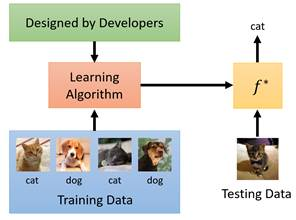 Designed by Developers
cat
Learning
Algorithm
f*
cat dog cat dog
Training Data
Testing Data